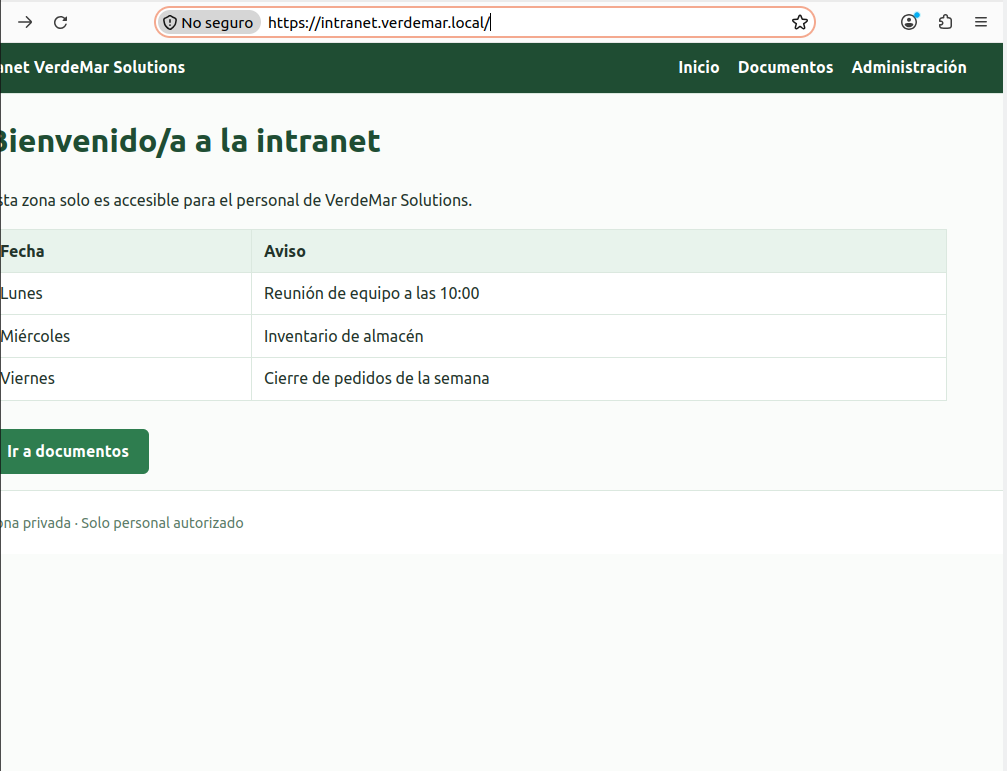 No seguro https://intranet.verdemar.local/
VerdeMar Solutions Inicio Documentos Administración
a la intranet
zona solo es accesible para el personal de VerdeMar Solutions.
Fecha Aviso
Lunes Reunión de equipo a las 10:00
Miércoles Inventario de almacén
Viernes Cierre de pedidos de la semana
Ir a documentos
privada · Solo personal autorizado